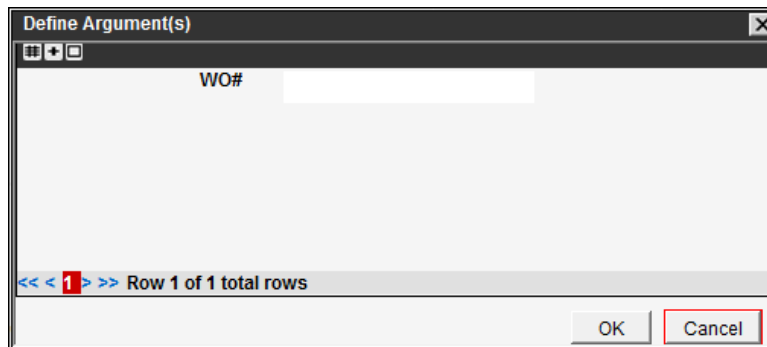 Define Argument(s)
WO#
<< < 1 > >> Row 1 of 1 total rows
OK Cancel